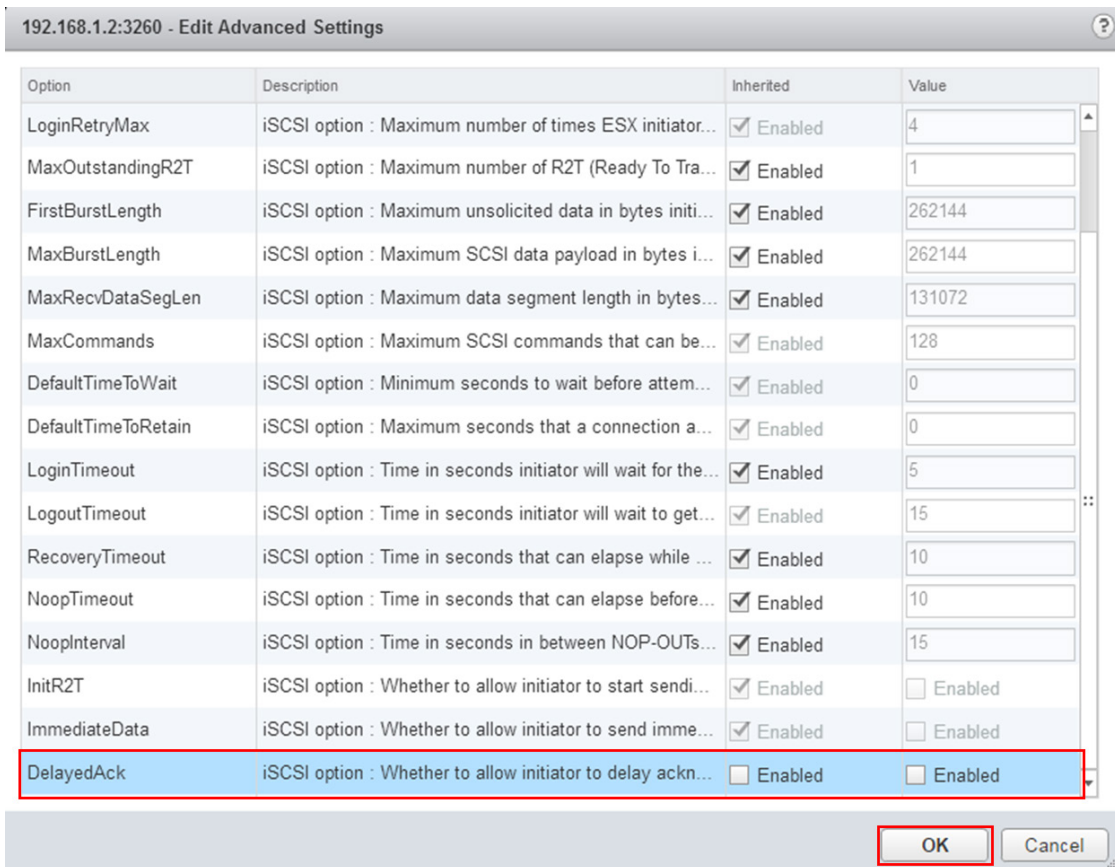 192.168.1.2:3260 - Edit Advanced Settings ?
Option Description Inherited Value
LoginRetryMax iSCSI option : Maximum number of times ESX initiator... Enabled 4
MaxOutstandingR2T iSCSI option : Maximum number of R2T (Ready To Tra... Enabled 1
FirstBurstLength iSCSI option : Maximum unsolicited data in bytes initi... Enabled 262144
MaxBurstLength iSCSI option : Maximum SCSI data payload in bytes i... Enabled 262144
MaxRecvDataSegLen iSCSI option : Maximum data segment length in bytes... Enabled 131072
MaxCommands iSCSI option : Maximum SCSI commands that can be... Enabled 128
DefaultTimeToWait iSCSI option : Minimum seconds to wait before attem... Enabled 0
DefaultTimeToRetain iSCSI option : Maximum seconds that a connection a... Enabled 0
LoginTimeout iSCSI option : Time in seconds initiator will wait for the... Enabled 5
LogoutTimeout iSCSI option : Time in seconds initiator will wait to get... Enabled 15
RecoveryTimeout iSCSI option : Time in seconds that can elapse while ... Enabled 10
NoopTimeout iSCSI option : Time in seconds that can elapse before... Enabled 10
NoopInterval iSCSI option : Time in seconds in between NOP-OUTs... Enabled 15
InitR2T iSCSI option : Whether to allow initiator to start sendi... Enabled Enabled
ImmediateData iSCSI option : Whether to allow initiator to send imme... Enabled Enabled
DelayedAck iSCSI option : Whether to allow initiator to delay ackn... Enabled Enabled
OK Cancel